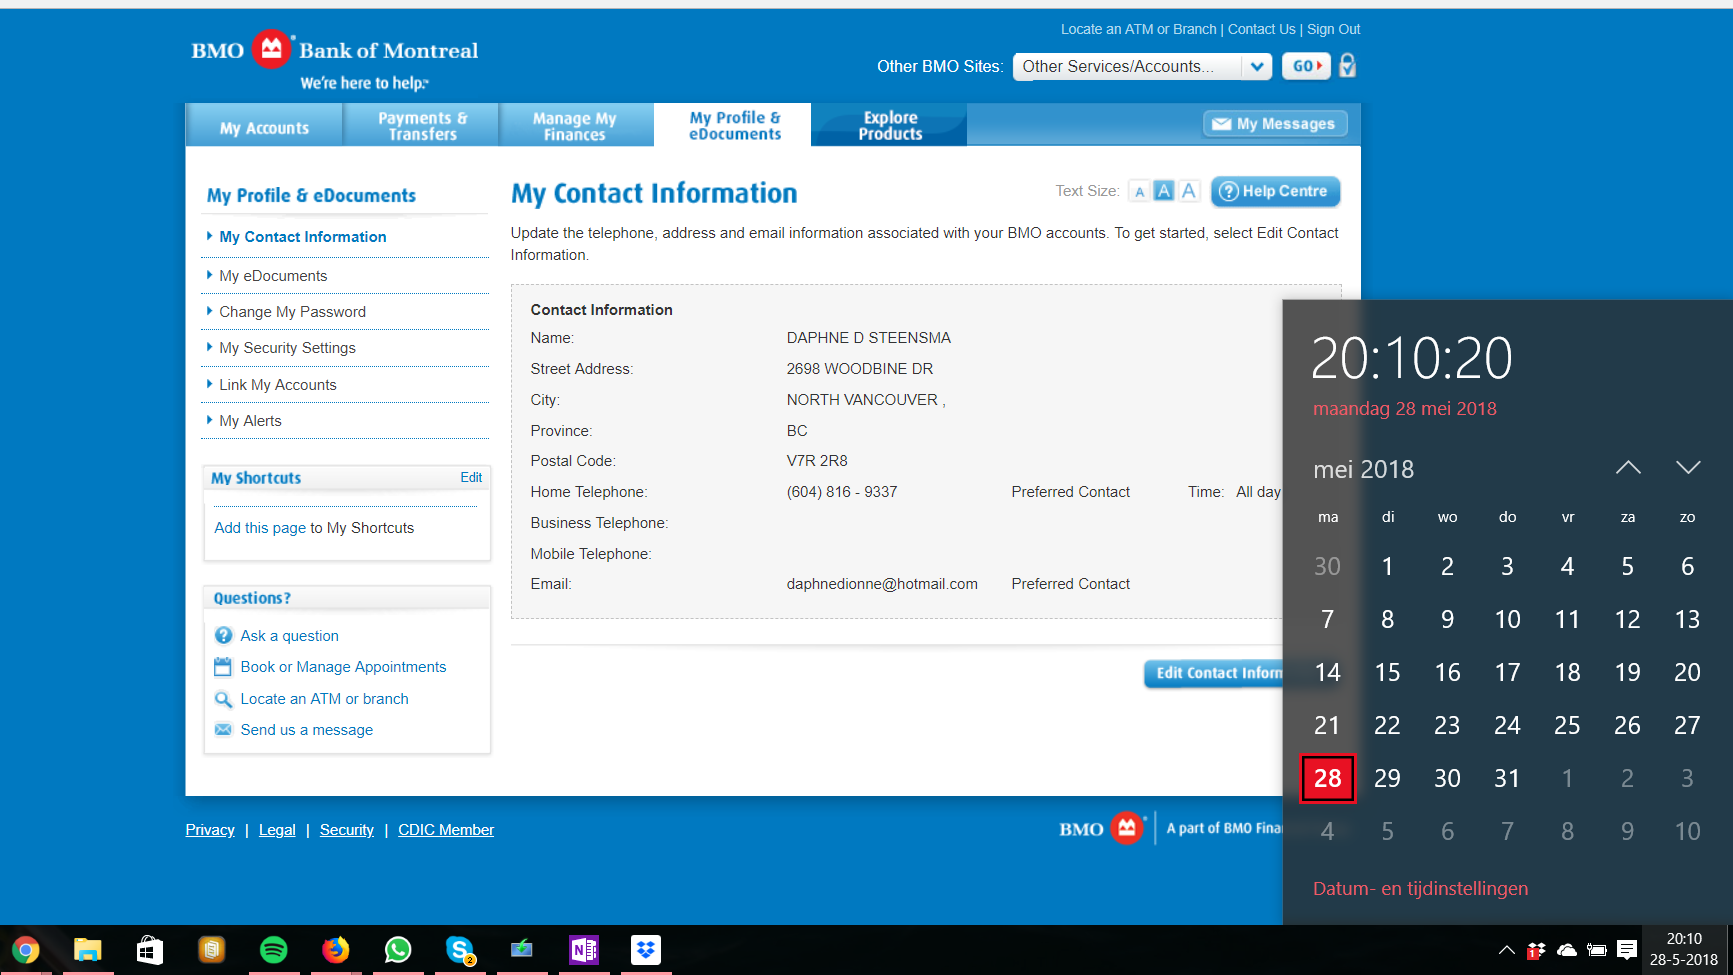 Locate an ATM or Branch | Contact Us | Sign Out
BMO Bank of Montreal
We're here to help.™
Other BMO Sites: Other Services/Accounts... GO
My Accounts
Payments & Transfers
Manage My Finances
My Profile & eDocuments
Explore Products
My Messages
My Profile & eDocuments
My Contact Information
My eDocuments
Change My Password
My Security Settings
Link My Accounts
My Alerts
My Shortcuts Edit
Add this page to My Shortcuts
Questions?
Ask a question
Book or Manage Appointments
Locate an ATM or branch
Send us a message
My Contact Information
Text Size: A A A Help Centre
Update the telephone, address and email information associated with your BMO accounts. To get started, select Edit Contact
Information.
Contact Information
Name: DAPHNE D STEENSMA
Street Address: 2698 WOODBINE DR
City: NORTH VANCOUVER ,
Province: BC
Postal Code: V7R 2R8
Home Telephone: (604) 816 - 9337 Preferred Contact Time: All day
Business Telephone:
Mobile Telephone:
Email: daphnedionne@hotmail.com Preferred Contact
Edit Contact Inform
Privacy | Legal | Security | CDIC Member
BMO A part of BMO Fina
20:10:20
maandag 28 mei 2018
mei 2018
ma di wo do vr za zo
30 1 2 3 4 5 6
7 8 9 10 11 12 13
14 15 16 17 18 19 20
21 22 23 24 25 26 27
28 29 30 31 1 2 3
4 5 6 7 8 9 10
Datum- en tijdinstellingen
2
1
20:10
28-5-2018